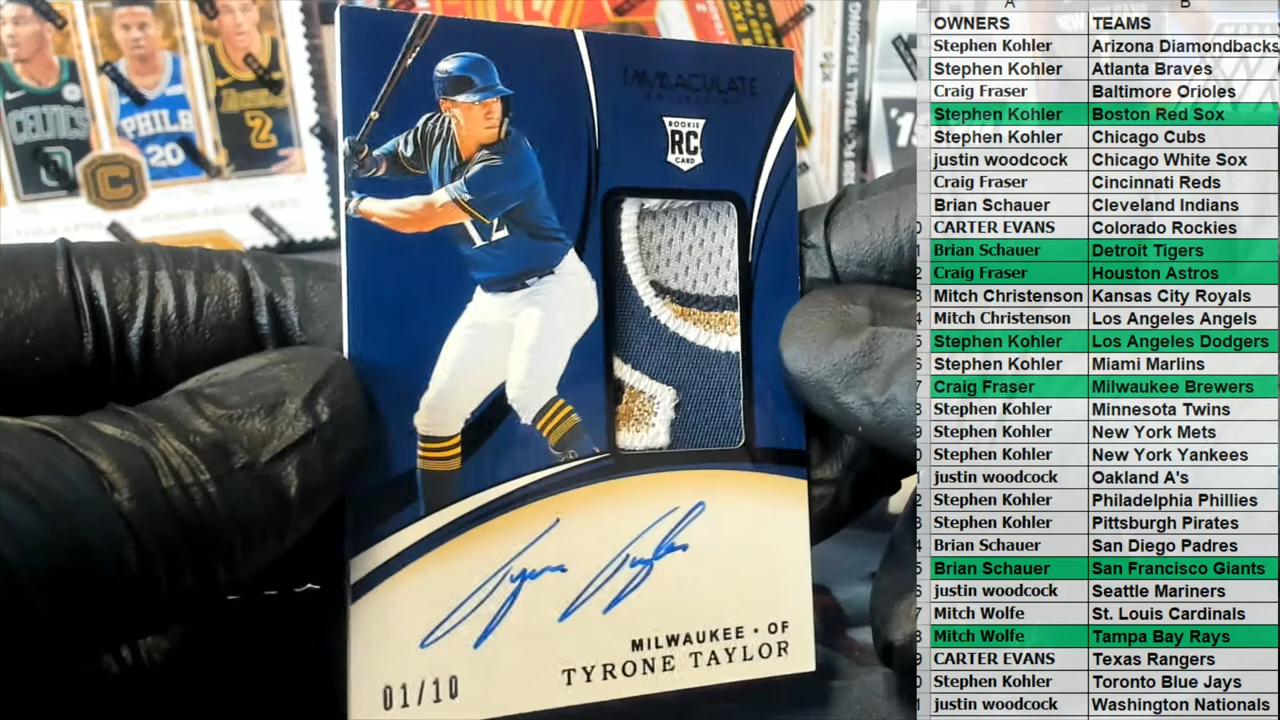 CELTICS
0
PHILA
20
2
C
IMMACULATE
ROOKIE
RC
CARD
12
Tyrone Taylor
MILWAUKEE • OF
TYRONE TAYLOR
01/10
A B
OWNERS TEAMS
Stephen Kohler Arizona Diamondbacks
Stephen Kohler Atlanta Braves
Craig Fraser Baltimore Orioles
Stephen Kohler Boston Red Sox
Stephen Kohler Chicago Cubs
justin woodcock Chicago White Sox
Craig Fraser Cincinnati Reds
Brian Schauer Cleveland Indians
CARTER EVANS Colorado Rockies
Brian Schauer Detroit Tigers
Craig Fraser Houston Astros
Mitch Christenson Kansas City Royals
Mitch Christenson Los Angeles Angels
Stephen Kohler Los Angeles Dodgers
Stephen Kohler Miami Marlins
Craig Fraser Milwaukee Brewers
Stephen Kohler Minnesota Twins
Stephen Kohler New York Mets
Stephen Kohler New York Yankees
justin woodcock Oakland A's
Stephen Kohler Philadelphia Phillies
Stephen Kohler Pittsburgh Pirates
Brian Schauer San Diego Padres
Brian Schauer San Francisco Giants
justin woodcock Seattle Mariners
Mitch Wolfe St. Louis Cardinals
Mitch Wolfe Tampa Bay Rays
CARTER EVANS Texas Rangers
Stephen Kohler Toronto Blue Jays
justin woodcock Washington Nationals